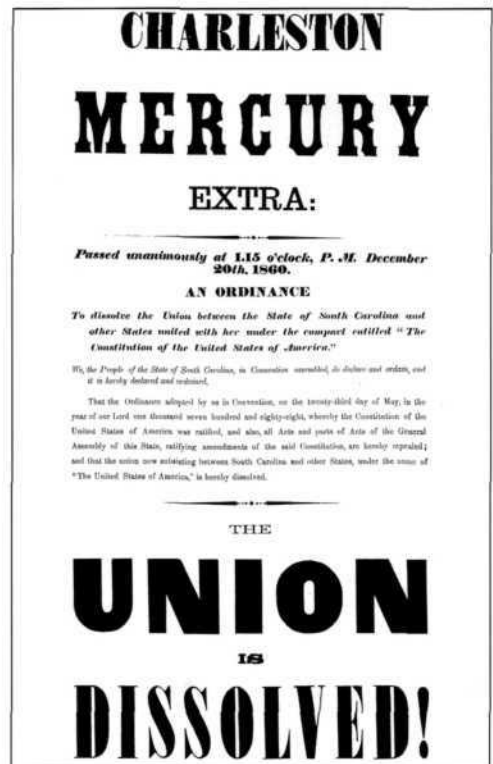 CHARLESTON
MERCURY
EXTRA:
Passed unanimously at 1.15 o'clock, P. M. December
20th, 1860.
AN ORDINANCE
To dissolve the Union between the State of South Carolina and
other States united with her under the compact entitled "The
Constitution of the United States of America."
We, the People of the State of South Carolina, in Convention assembled, do declare and ordain, and
it is hereby declared and ordained,
That the Ordinance adopted by us in Convention, on the twenty-third day of May, in the
year of our Lord one thousand seven hundred and eighty-eight, whereby the Constitution of the
United States of America was ratified, and also, all Acts and parts of Acts of the General
Assembly of this State, ratifying amendments of the said Constitution, are hereby repealed;
and that the union now subsisting between South Carolina and other States, under the name of
"The United States of America," is hereby dissolved.
THE
UNION
IS
DISSOLVED!